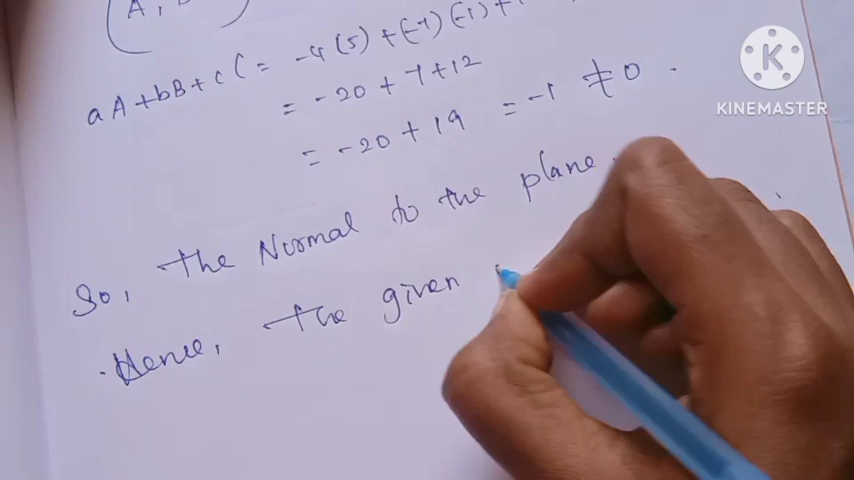 (A, B
aA + bB + cC = -4(5) + (-7)(-1) +
= -20 + 7 + 12
= -20 + 19 = -1 ≠ 0.
So, The Normal to the plane.
Hence, The given
KINEMASTER